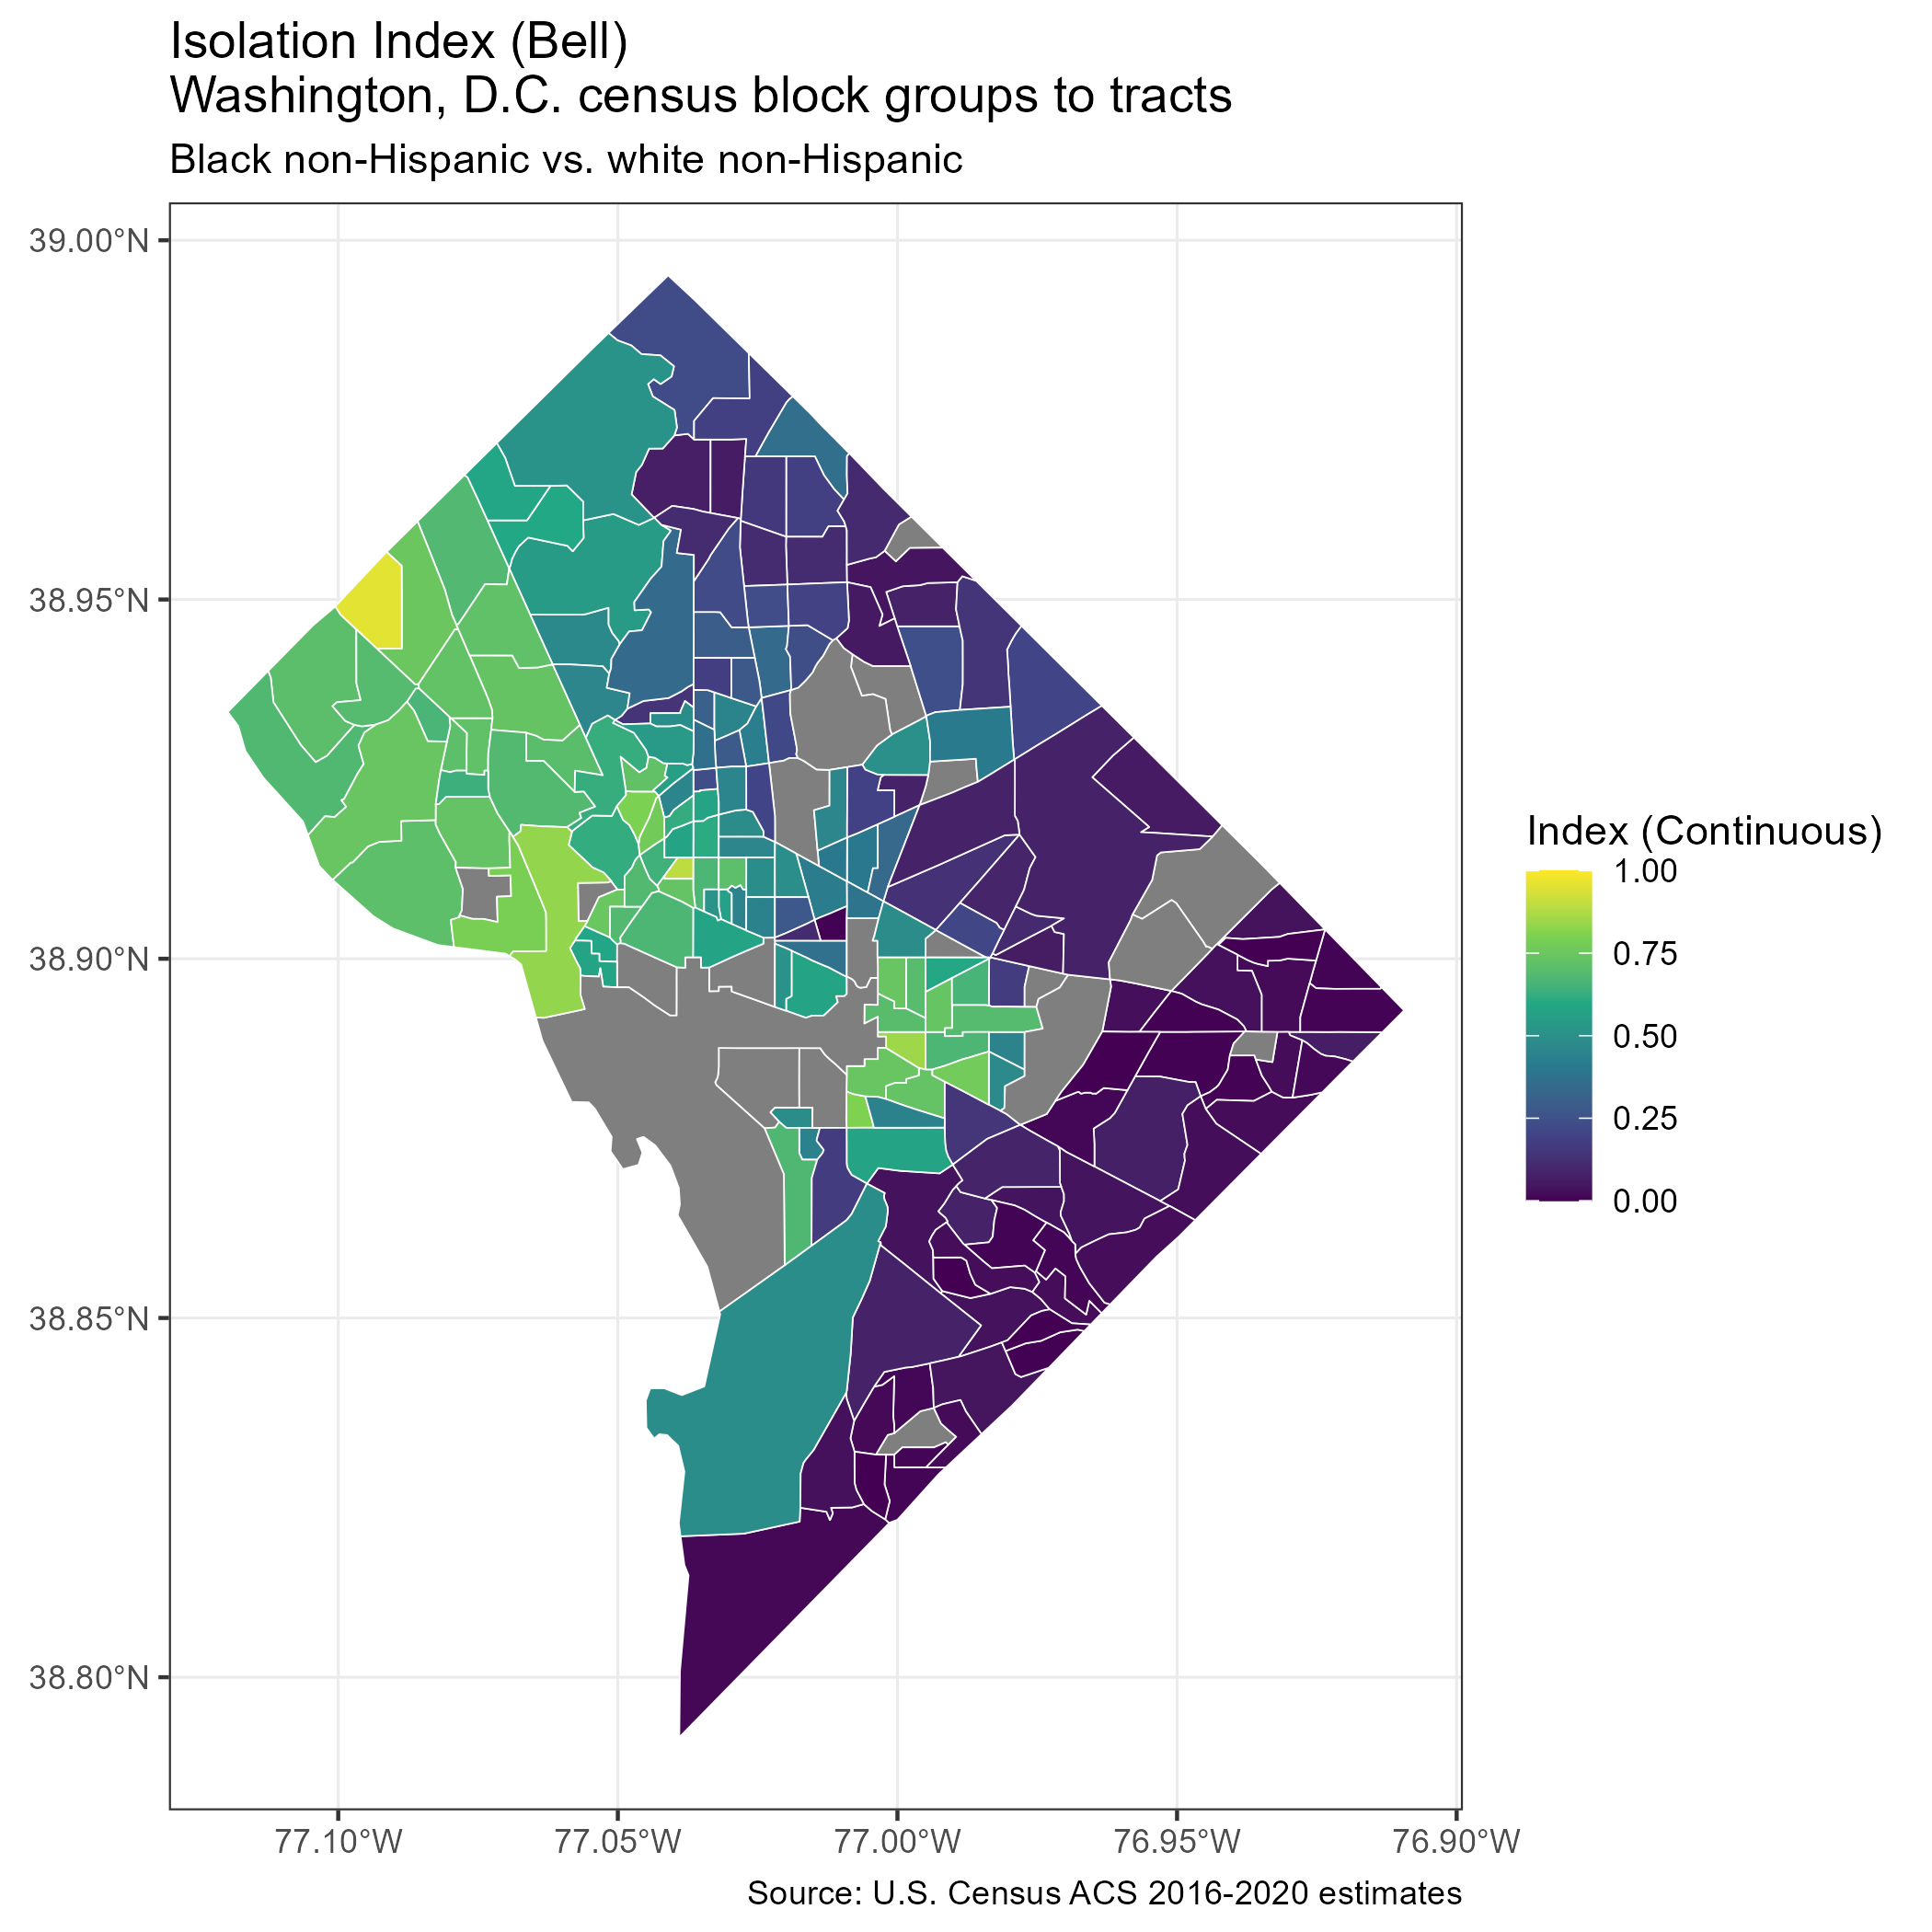 Isolation Index (Bell)
Washington, D.C. census block groups to tracts
Black non-Hispanic vs. white non-Hispanic
39.00°N
38.95°N
38.90°N
38.85°N
38.80°N
77.10°W
77.05°W
77.00°W
76.95°W
76.90°W
Index (Continuous)
1.00
0.75
0.50
0.25
0.00
Source: U.S. Census ACS 2016-2020 estimates